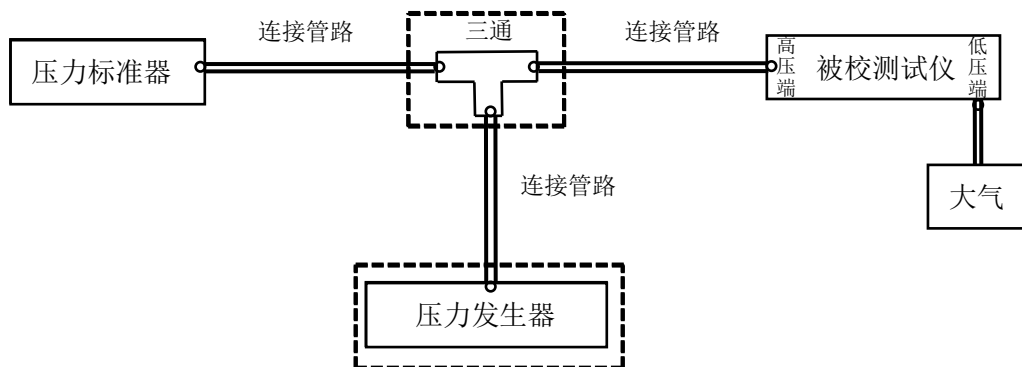 连接管路
三通
连接管路
压力标准器
高压端
被校测试仪
低压端
连接管路
大气
压力发生器